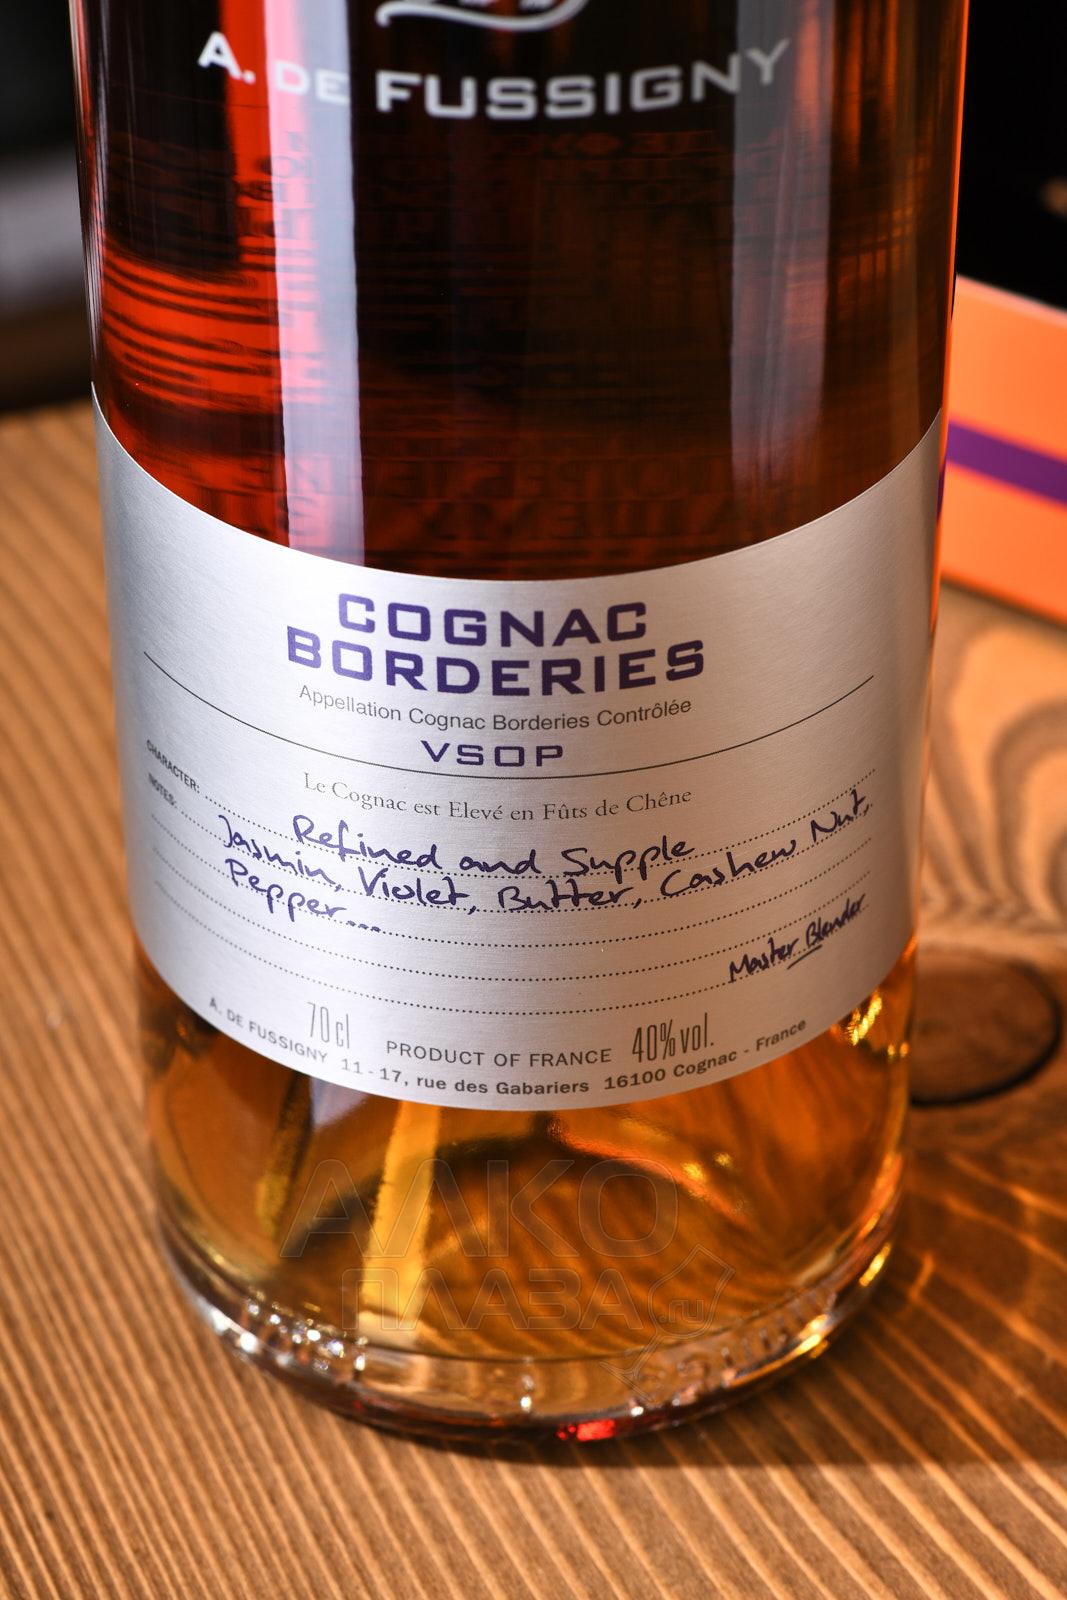 A. DE FUSSIGNY
COGNAC
BORDERIES
Appellation Cognac Borderies Contrôlée
VSOP
Le Cognac est Elevé en Fûts de Chêne
CHARACTER: Refined and Supple
NOTES: Jasmin, Violet, Butter, Cashew Nut,
Pepper...
Master Blender
70cl PRODUCT OF FRANCE 40%vol.
A. DE FUSSIGNY 11-17, rue des Gabariers 16100 Cognac - France
АЛКО
ПЛАЗА.ru